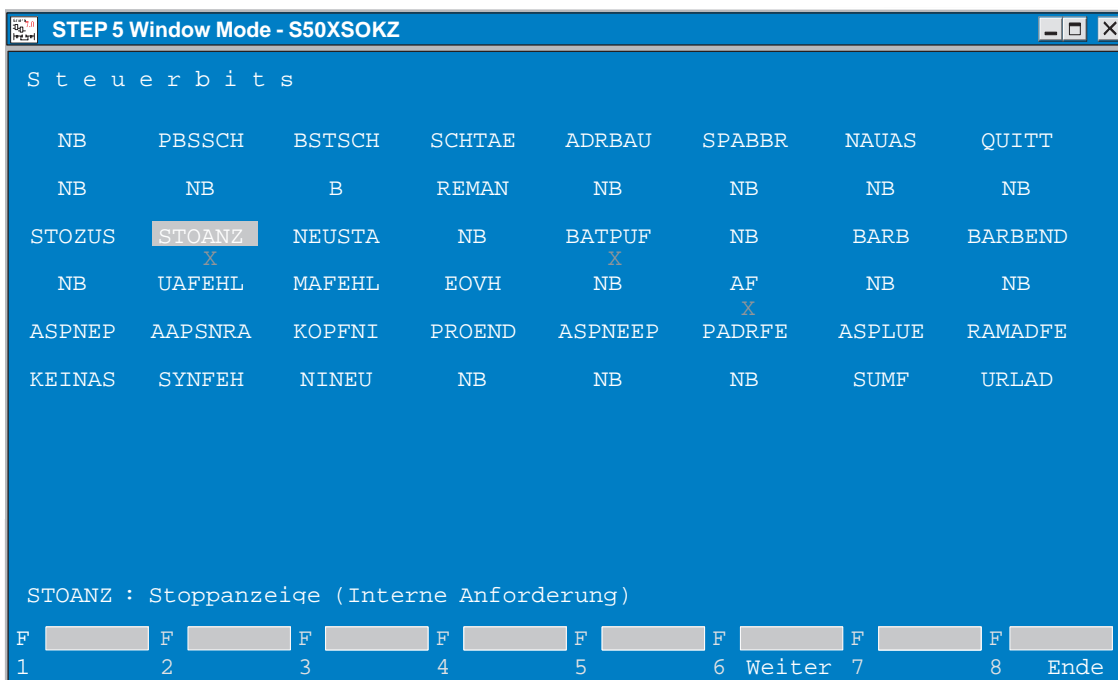 STEP 5 Window Mode - S50XSOKZ
S t e u e r b i t s
NB PBSSCH BSTSCH SCHTAE ADRBAU SPABBR NAUAS QUITT
NB NB B REMAN NB NB NB NB
STOZUS STOANZ NEUSTA NB BATPUF NB BARB BARBEND
X X
NB UAFEHL MAFEHL EOVH NB AF NB NB
X
ASPNEP AAPSNRA KOPFNI PROEND ASPNEEP PADRFE ASPLUE RAMADFE
KEINAS SYNFEH NINEU NB NB NB SUMF URLAD
STOANZ : Stoppanzeige (Interne Anforderung)
F F F F F F F F
1 2 3 4 5 6 Weiter 7 8 Ende